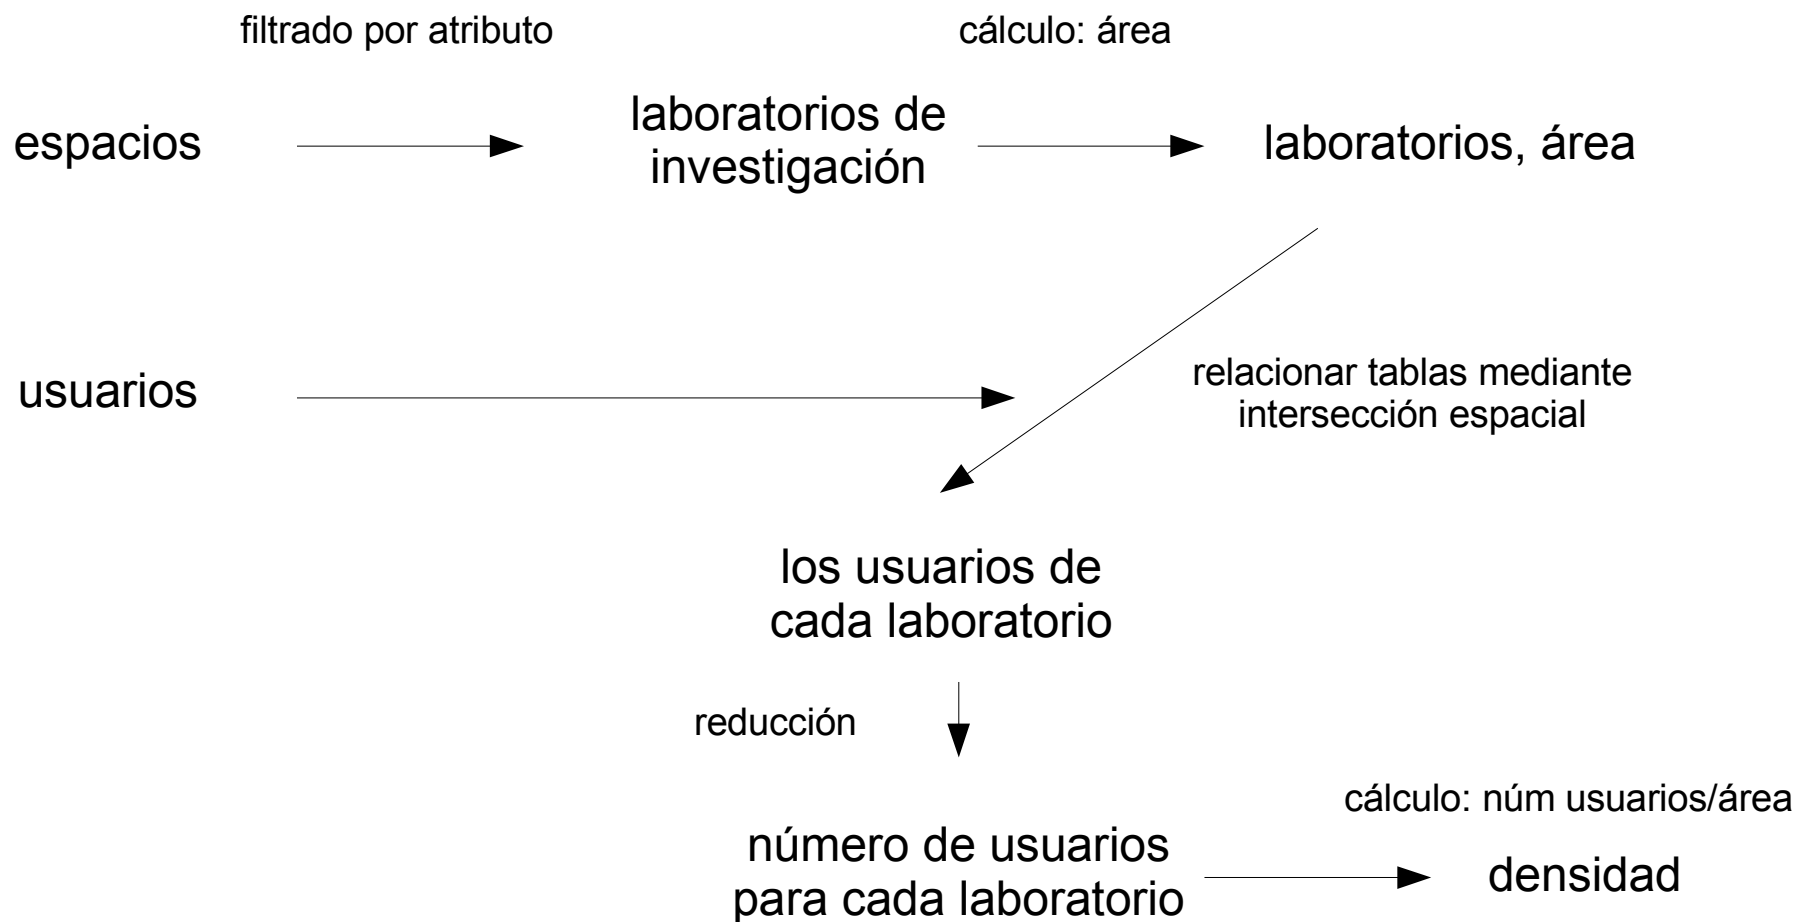 filtrado por atributo
cálculo: área
espacios
laboratorios de
investigación
laboratorios, área
usuarios
relacionar tablas mediante
intersección espacial
los usuarios de
cada laboratorio
reducción
cálculo: núm usuarios/área
número de usuarios
para cada laboratorio
densidad